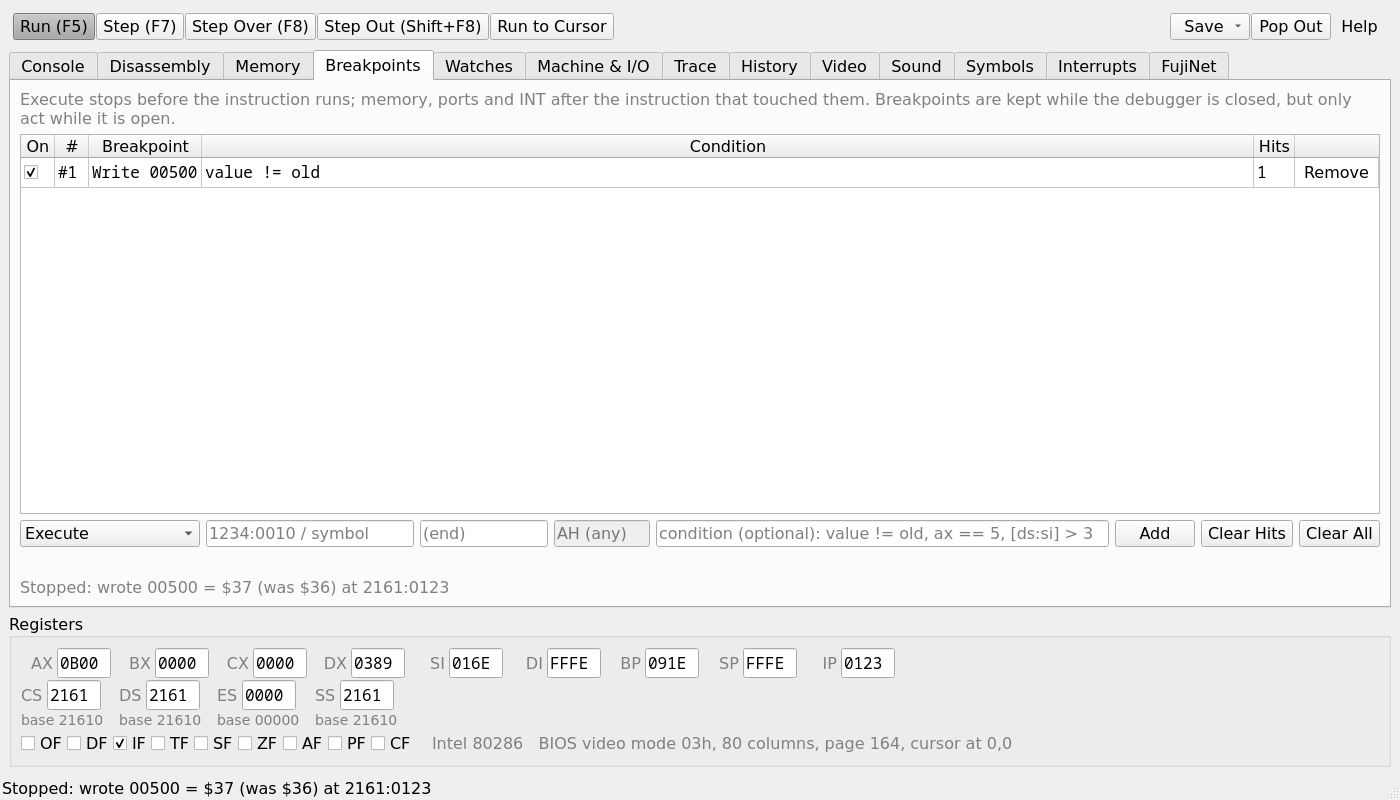 Run (F5) Step (F7) Step Over (F8) Step Out (Shift+F8) Run to Cursor Save Pop Out Help
Console Disassembly Memory Breakpoints Watches Machine & I/O Trace History Video Sound Symbols Interrupts FujiNet
Execute stops before the instruction runs; memory, ports and INT after the instruction that touched them. Breakpoints are kept while the debugger is closed, but only
act while it is open.
On # Breakpoint Condition Hits
#1 Write 00500 value != old 1 Remove
Execute 1234:0010 / symbol (end) AH (any) condition (optional): value != old, ax == 5, [ds:si] > 3 Add Clear Hits Clear All
Stopped: wrote 00500 = $37 (was $36) at 2161:0123
Registers
AX 0B00 BX 0000 CX 0000 DX 0389 SI 016E DI FFFE BP 091E SP FFFE IP 0123
CS 2161 DS 2161 ES 0000 SS 2161
base 21610 base 21610 base 00000 base 21610
OF DF IF TF SF ZF AF PF CF Intel 80286 BIOS video mode 03h, 80 columns, page 164, cursor at 0,0
Stopped: wrote 00500 = $37 (was $36) at 2161:0123